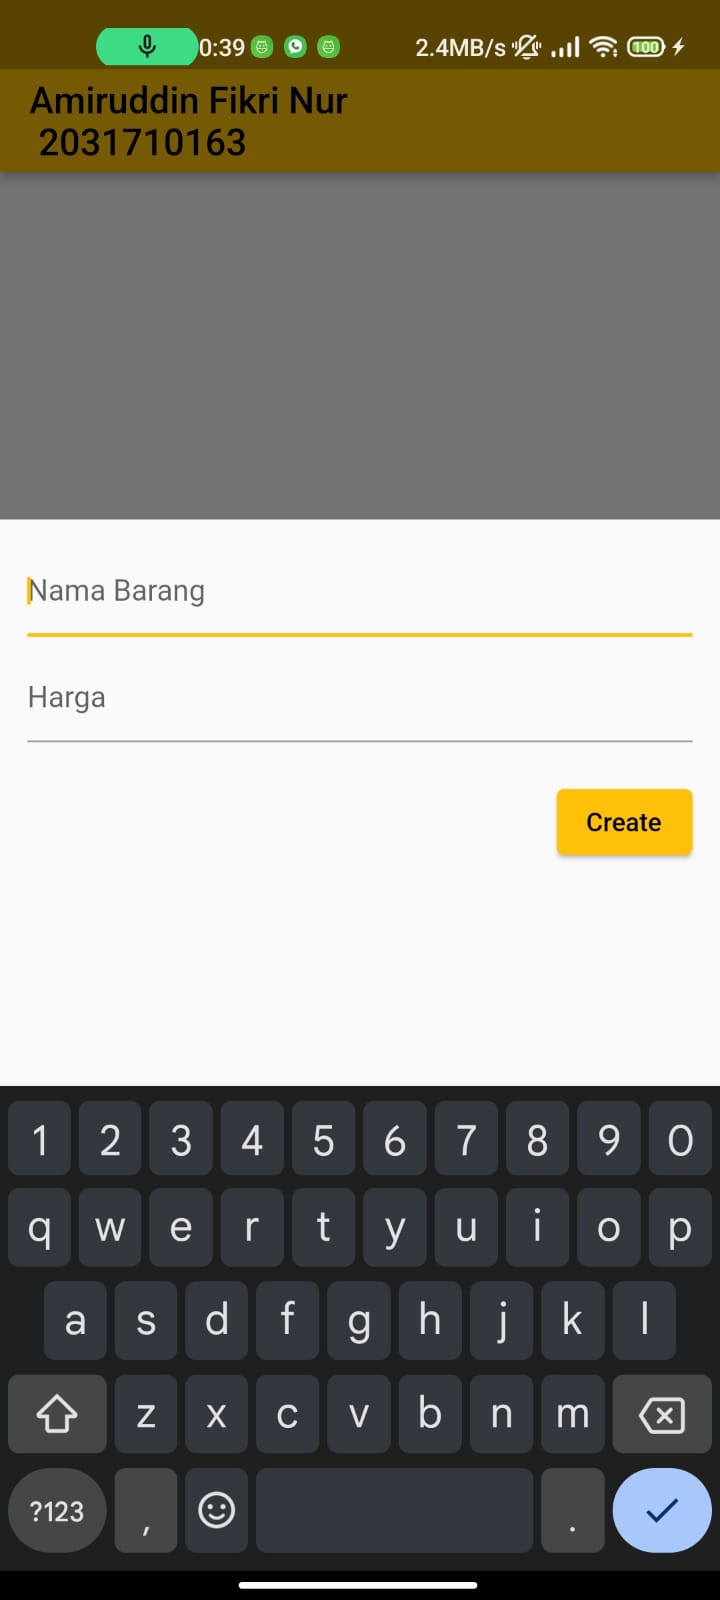 0:39 2.4MB/s 100
Amiruddin Fikri Nur
2031710163
Nama Barang
Harga
Create
1 2 3 4 5 6 7 8 9 0
q w e r t y u i o p
a s d f g h j k l
z x c v b n m
?123 , .